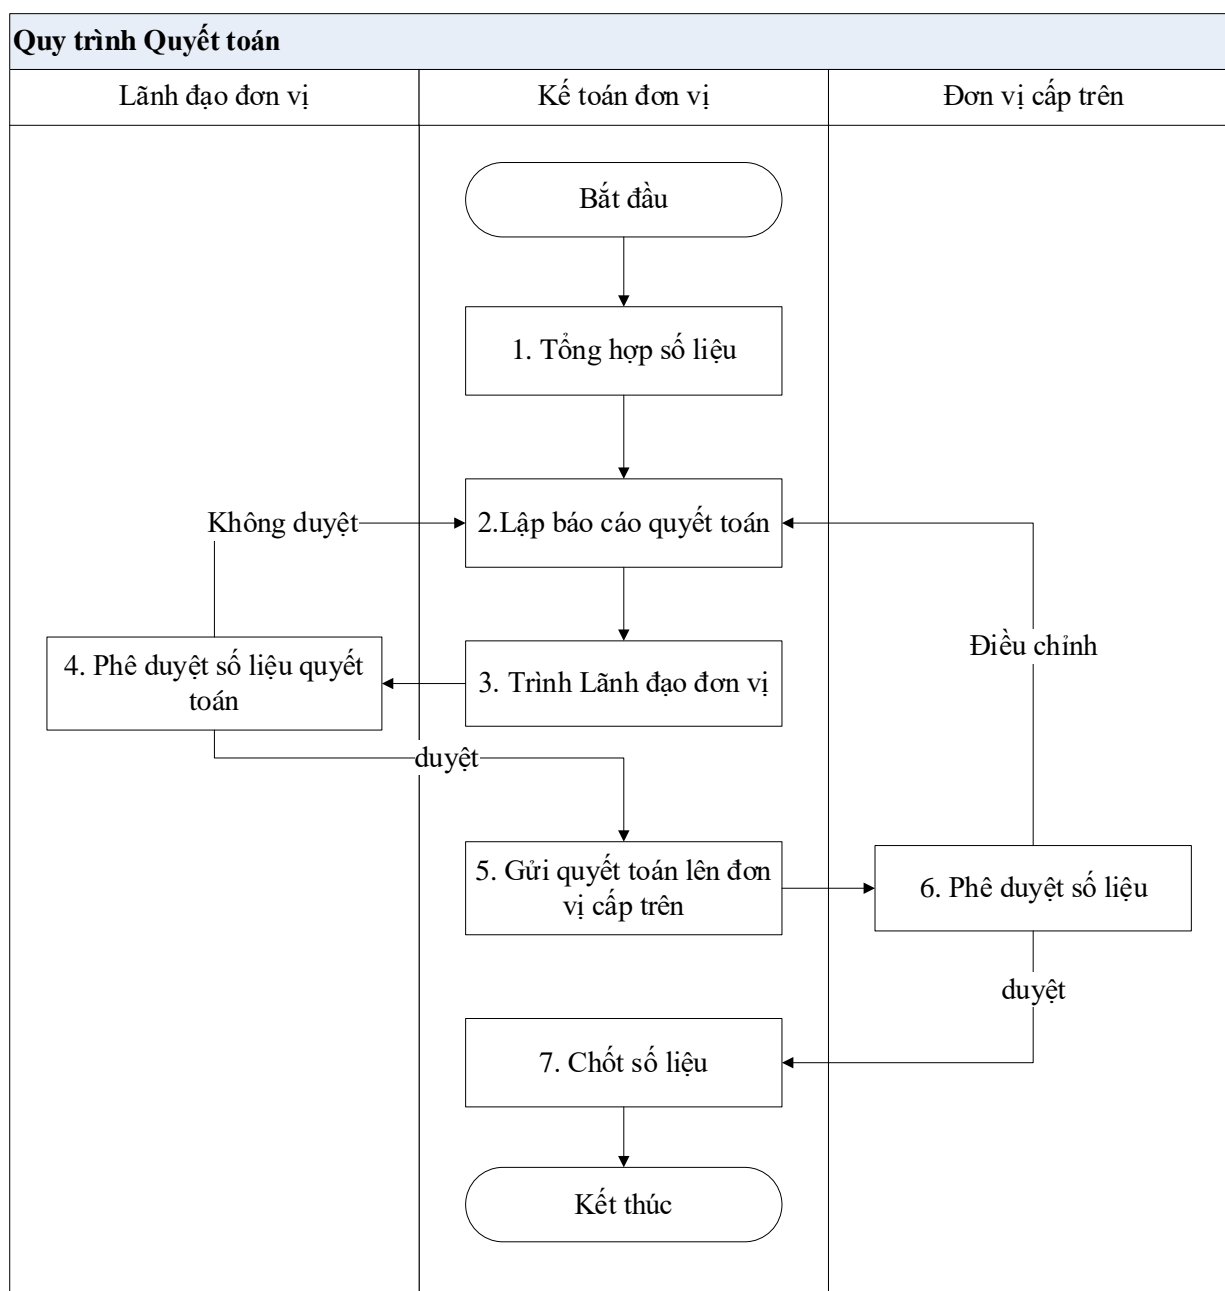 Quy trình Quyết toán
Lãnh đạo đơn vị
Kế toán đơn vị
Đơn vị cấp trên
Bắt đầu
1. Tổng hợp số liệu
Không duyệt
2.Lập báo cáo quyết toán
Điều chỉnh
4. Phê duyệt số liệu quyết
toán
3. Trình Lãnh đạo đơn vị
duyệt
5. Gửi quyết toán lên đơn
vị cấp trên
6. Phê duyệt số liệu
duyệt
7. Chốt số liệu
Kết thúc